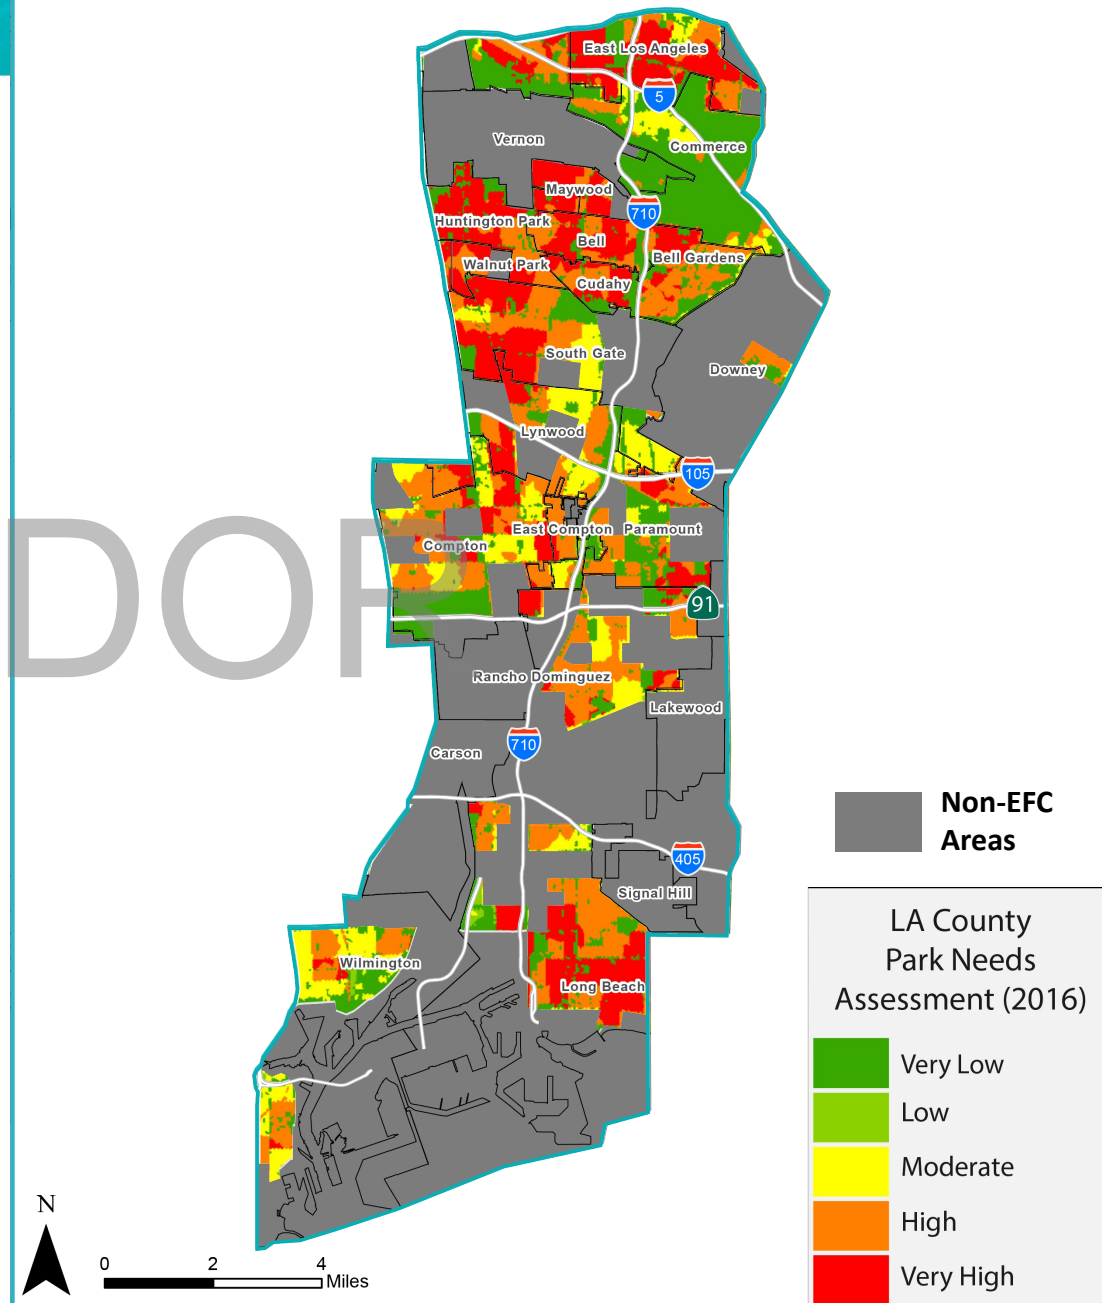 East Los Angeles
5
Vernon
Commerce
Maywood
710
Huntington Park
Bell
Bell Gardens
Walnut Park
Cudahy
South Gate
Downey
Lynwood
105
East Compton
Paramount
Compton
DOR
91
Rancho Dominguez
Lakewood
710
Carson
405
Signal Hill
Wilmington
Long Beach
Non-EFC
Areas
LA County
Park Needs
Assessment (2016)
Very Low
Low
Moderate
High
Very High
N
0 2 4
Miles